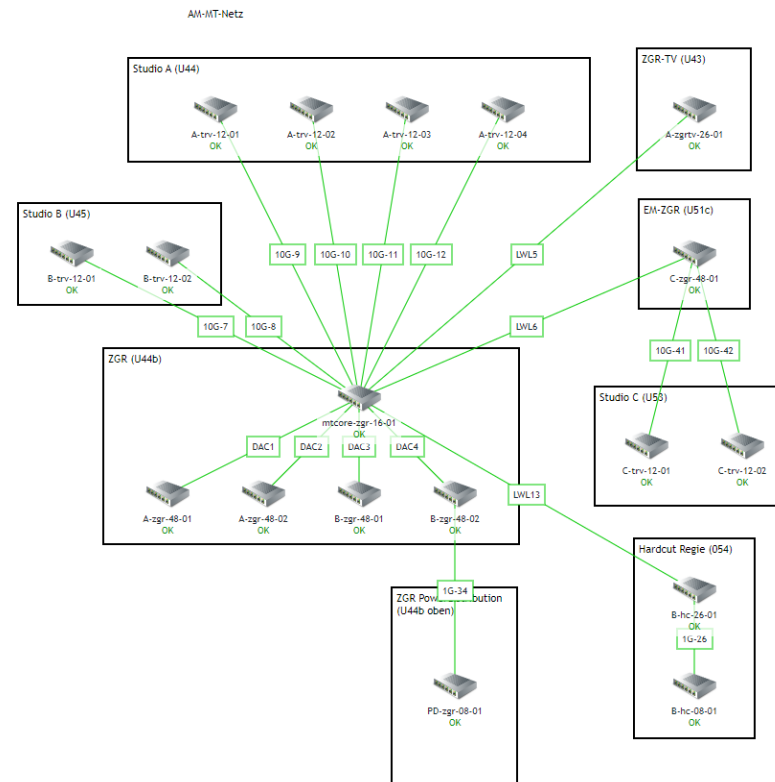 AM-MT-Netz
Studio A (U44)
A-trv-12-01
OK
A-trv-12-02
OK
A-trv-12-03
OK
A-trv-12-04
OK
ZGR-TV (U43)
A-zgrtv-26-01
OK
Studio B (U45)
B-trv-12-01
OK
B-trv-12-02
OK
EM-ZGR (U51c)
C-zgr-48-01
OK
10G-9
10G-10
10G-11
10G-12
LWL5
10G-7
10G-8
LWL6
10G-41
10G-42
ZGR (U44b)
mtcore-zgr-16-01
OK
DAC1
DAC2
DAC3
DAC4
A-zgr-48-01
OK
A-zgr-48-02
OK
B-zgr-48-01
OK
B-zgr-48-02
OK
LWL13
Studio C (U53)
C-trv-12-01
OK
C-trv-12-02
OK
Hardcut Regie (054)
B-hc-26-01
OK
1G-26
B-hc-08-01
OK
1G-34
ZGR Pow bution
(U44b oben)
PD-zgr-08-01
OK